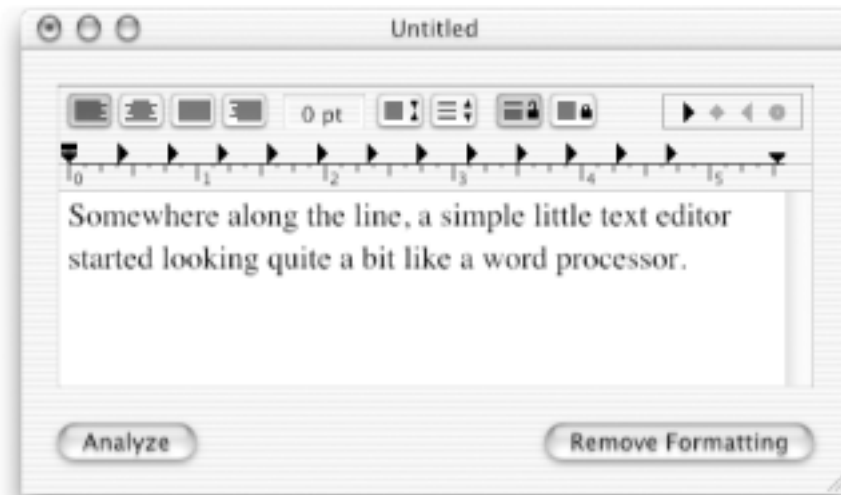 Untitled
0 pt
0 1 2 3 4 5
Somewhere along the line, a simple little text editor
started looking quite a bit like a word processor.
Analyze Remove Formatting